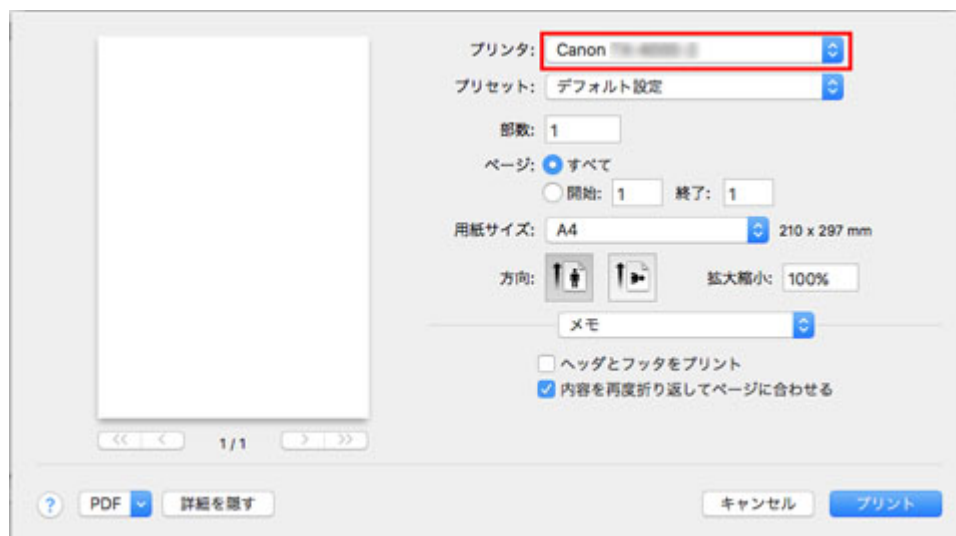 プリンタ: Canon
プリセット: デフォルト設定
部数: 1
ページ: すべて
開始: 1 終了: 1
用紙サイズ: A4 210 x 297 mm
方向: 拡大縮小: 100%
メモ
ヘッダとフッタをプリント
内容を再度折り返してページに合わせる
1 / 1
? PDF 詳細を隠す キャンセル プリント